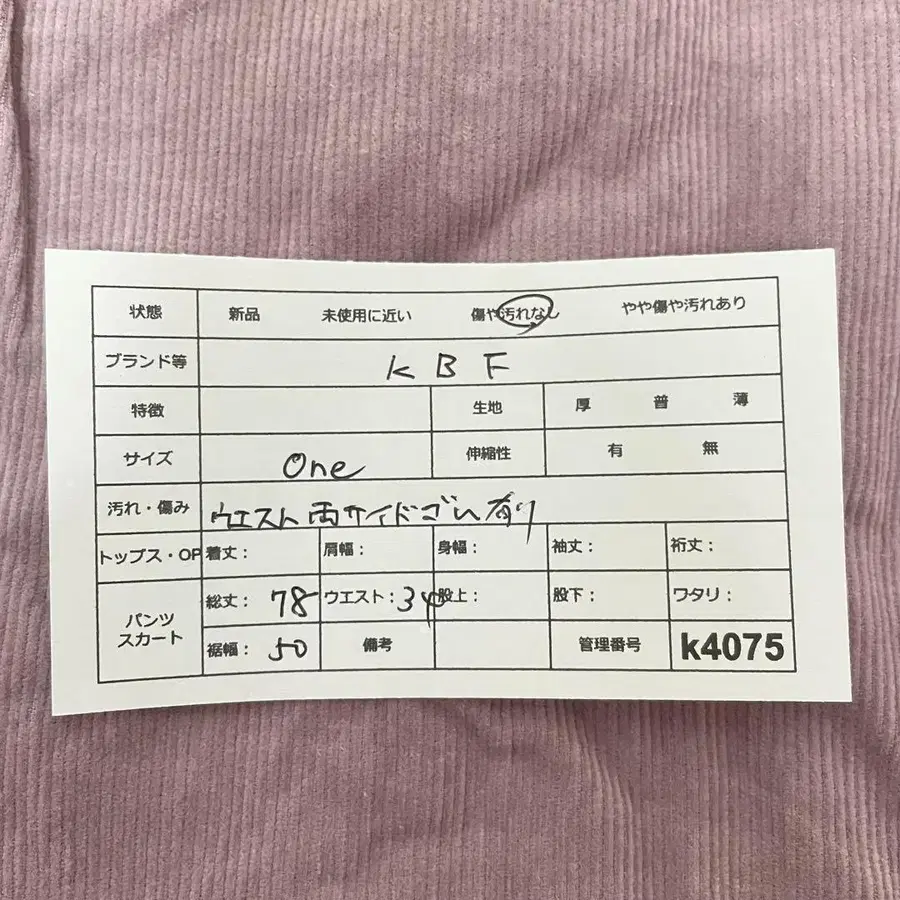 状態 新品 未使用に近い 傷や汚れなし やや傷や汚れあり
ブランド等 KBF
特徴 生地 厚 普 薄
サイズ One 伸縮性 有 無
汚れ・傷み ウエスト両サイドゴム有り
トップス・OP 着丈： 肩幅： 身幅： 袖丈： 裄丈：
パンツ スカート 総丈：78 ウエスト：34 股上： 股下： ワタリ：
裾幅：50 備考 管理番号 k4075